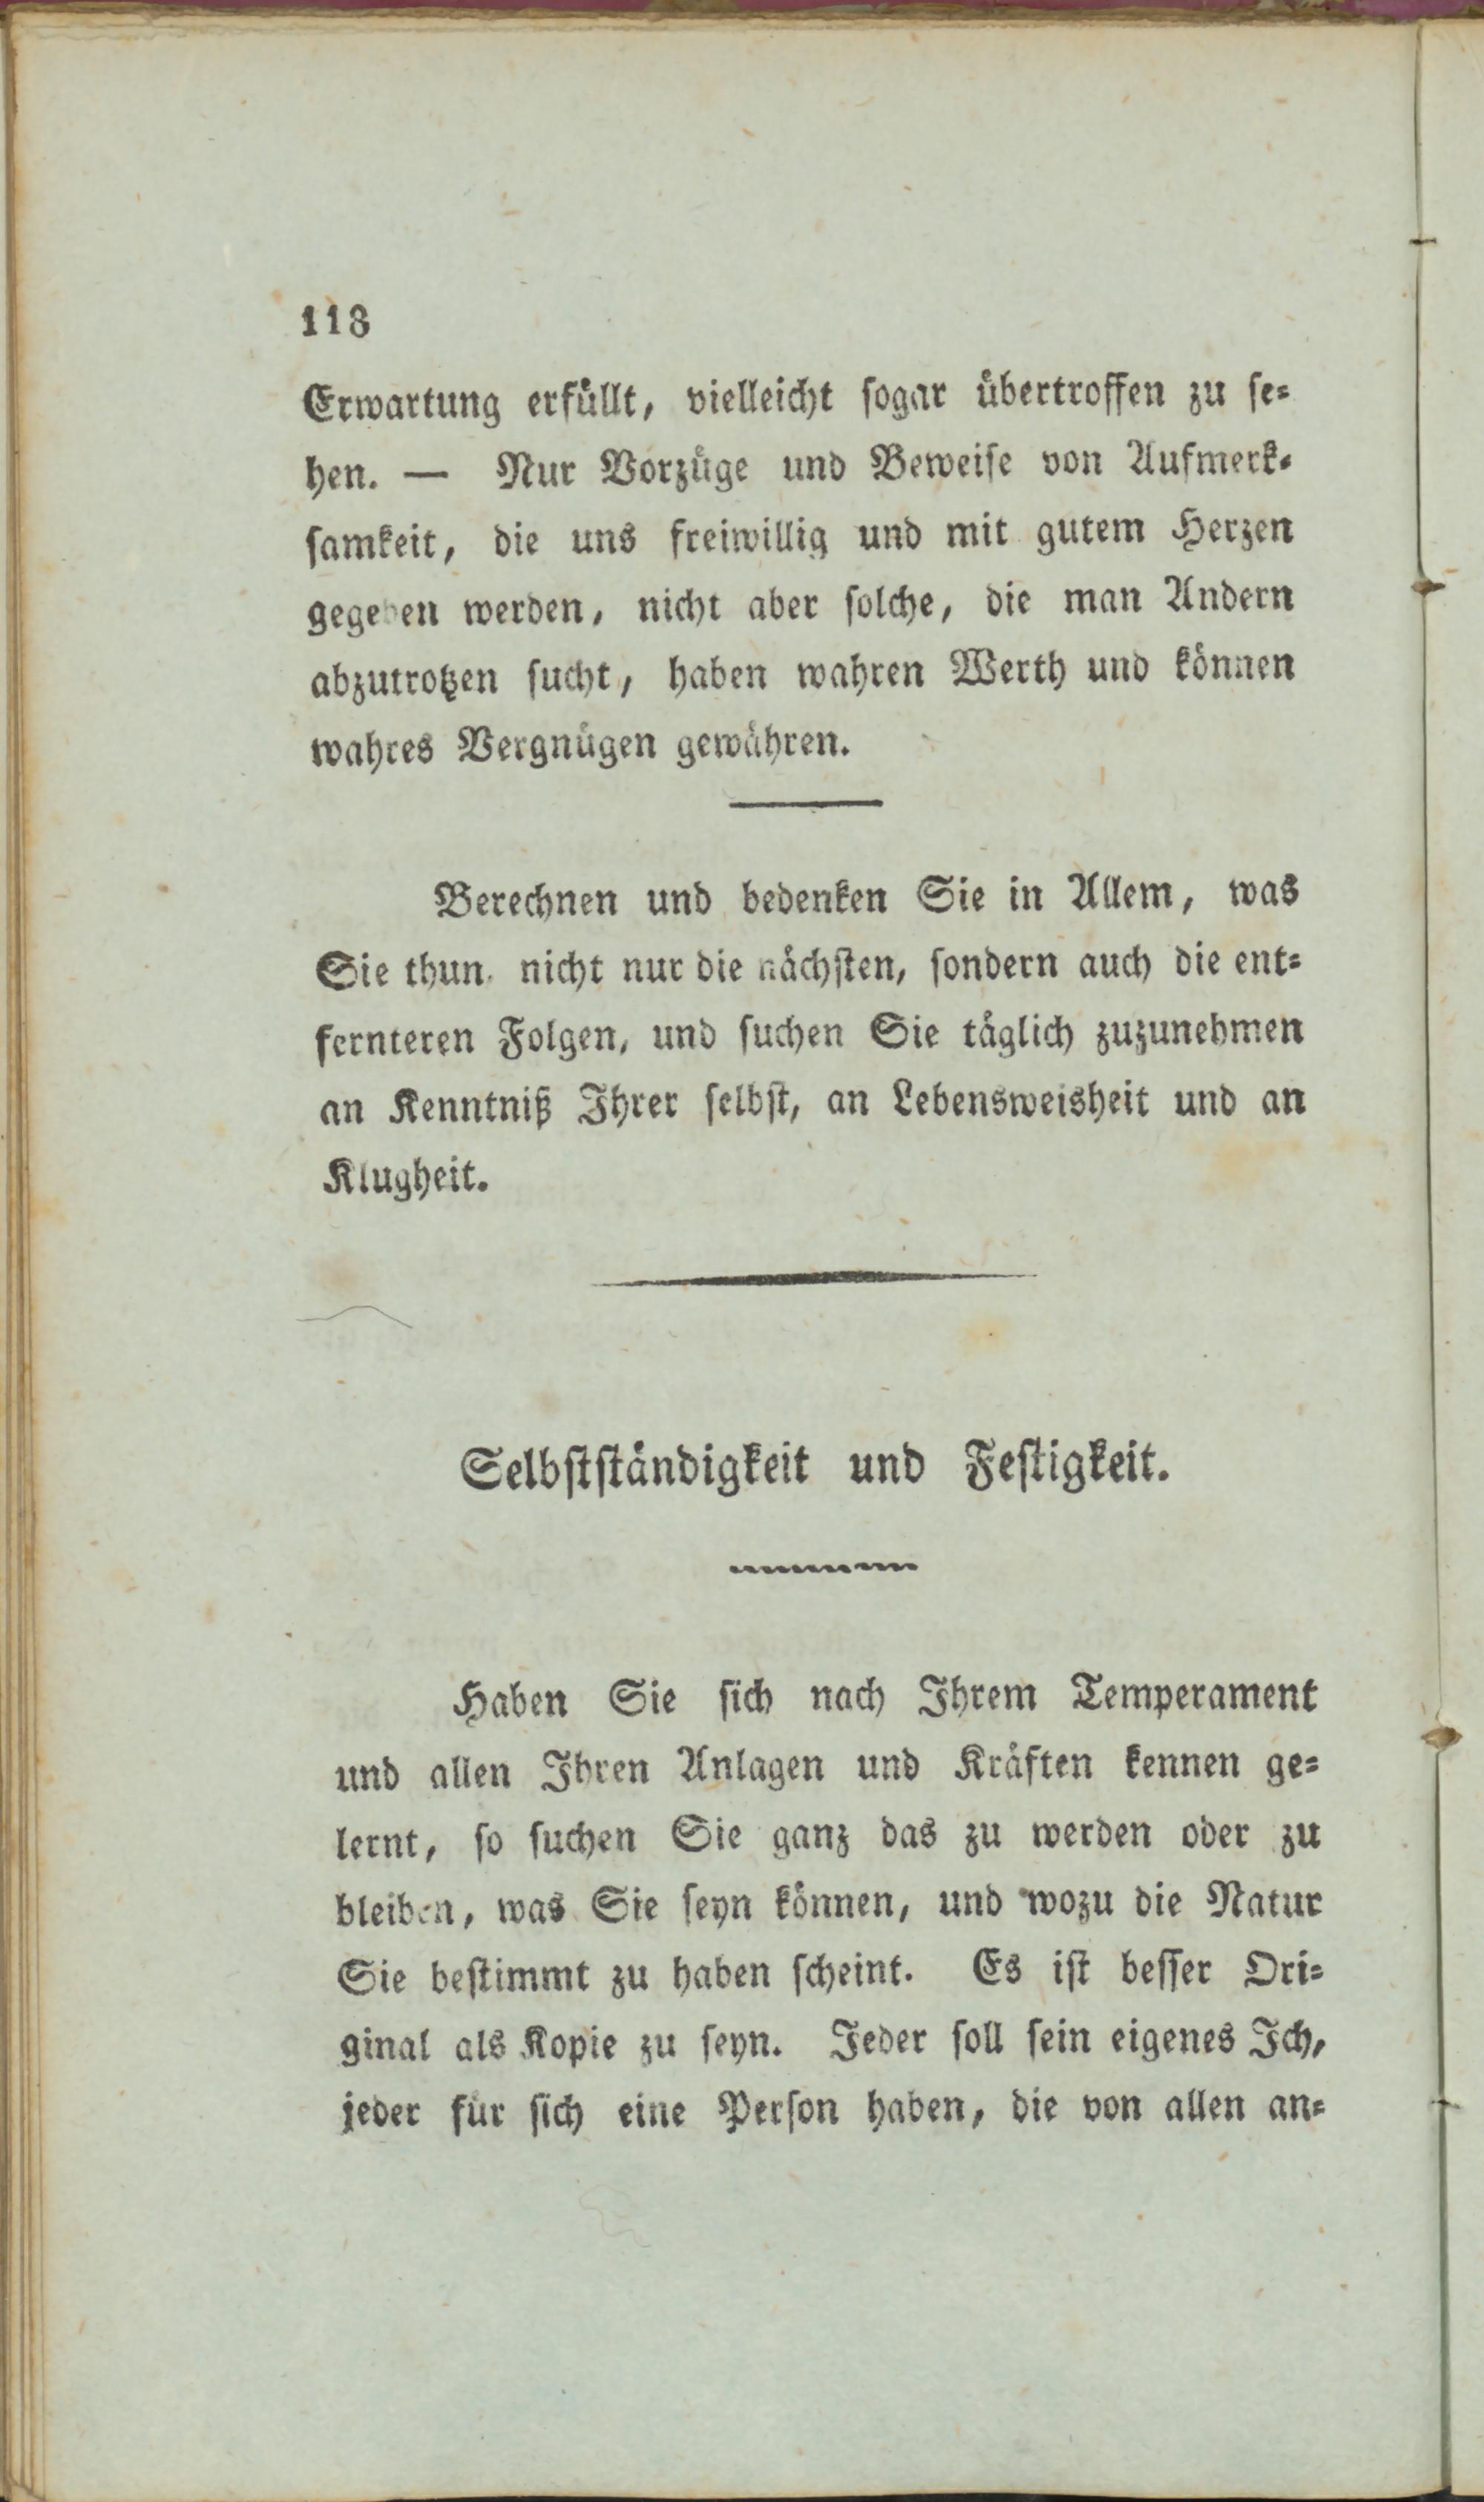 118
Erwartung erfüllt, vielleicht sogar übertroffen zu se-
hen. — Nur Vorzüge und Beweise von Aufmerk-
samkeit, die uns freiwillig und mit gutem Herzen
gegeben werden, nicht aber solche, die man Andern
abzutrotzen sucht, haben wahren Werth und können
wahres Vergnügen gewähren.
Berechnen und bedenken Sie in Allem, was
Sie thun, nicht nur die nächsten, sondern auch die ent-
fernteren Folgen, und suchen Sie täglich zuzunehmen
an Kenntniß Ihrer selbst, an Lebensweisheit und an
Klugheit.
Selbstständigkeit und Festigkeit.
Haben Sie sich nach Ihrem Temperament
und allen Ihren Anlagen und Kräften kennen ge-
lernt, so suchen Sie ganz das zu werden oder zu
bleiben, was Sie seyn können, und wozu die Natur
Sie bestimmt zu haben scheint. Es ist besser Ori-
ginal als Kopie zu seyn. Jeder soll sein eigenes Ich,
jeder für sich eine Person haben, die von allen an-